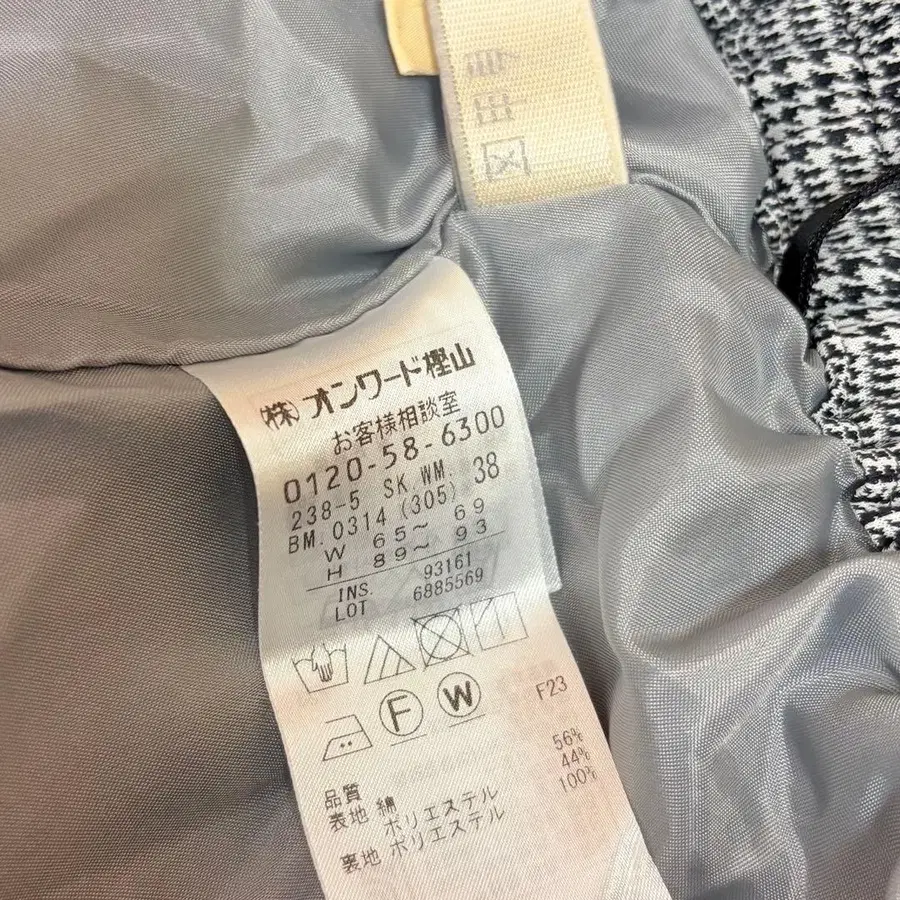 (株)オンワード樫山
お客様相談室
0120-58-6300
238-5 SK.WM. 38
BM.0314(305)
W 65～69
H 89～93
INS. 93161
LOT 6885569
F W F23
品質
表地 綿 56%
ポリエステル 44%
裏地 ポリエステル 100%